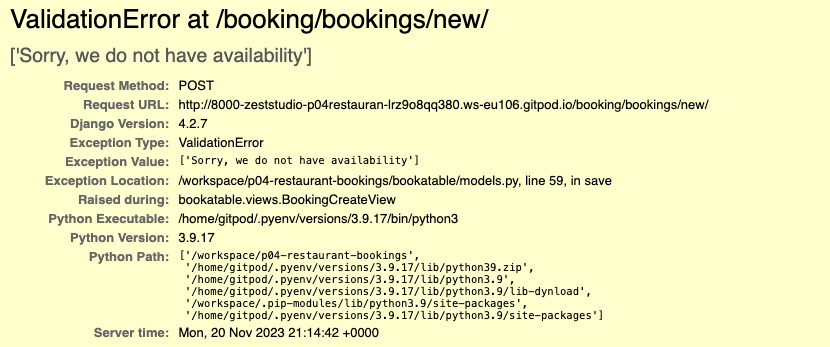 ValidationError at /booking/bookings/new/
['Sorry, we do not have availability']
Request Method: POST
Request URL: http://8000-zeststudio-p04restauran-lrz9o8qq380.ws-eu106.gitpod.io/booking/bookings/new/
Django Version: 4.2.7
Exception Type: ValidationError
Exception Value: ['Sorry, we do not have availability']
Exception Location: /workspace/p04-restaurant-bookings/bookatable/models.py, line 59, in save
Raised during: bookatable.views.BookingCreateView
Python Executable: /home/gitpod/.pyenv/versions/3.9.17/bin/python3
Python Version: 3.9.17
Python Path: ['/workspace/p04-restaurant-bookings',
'/home/gitpod/.pyenv/versions/3.9.17/lib/python39.zip',
'/home/gitpod/.pyenv/versions/3.9.17/lib/python3.9',
'/home/gitpod/.pyenv/versions/3.9.17/lib/python3.9/lib-dynload',
'/workspace/.pip-modules/lib/python3.9/site-packages',
'/home/gitpod/.pyenv/versions/3.9.17/lib/python3.9/site-packages']
Server time: Mon, 20 Nov 2023 21:14:42 +0000